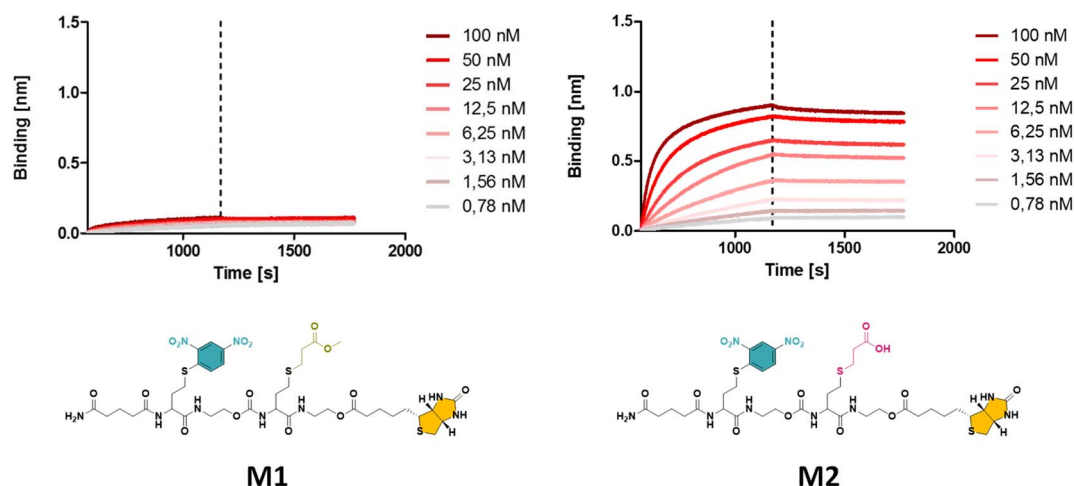 1.5
1.0
0.5
0.0
Binding [nm]
1000
1500
2000
Time [s]
100 nM
50 nM
25 nM
12,5 nM
6,25 nM
3,13 nM
1,56 nM
0,78 nM
1.5
1.0
0.5
0.0
Binding [nm]
1000
1500
2000
Time [s]
100 nM
50 nM
25 nM
12,5 nM
6,25 nM
3,13 nM
1,56 nM
0,78 nM
O₂N
NO₂
O
O
S
S
O
O
H
N
O
H
N
O
O
HN
O
H₂N
N
H
O
O
N
H
O
O
H
NH
S
H
M1
O₂N
NO₂
O
OH
S
S
O
O
H
N
O
H
N
O
O
HN
O
H₂N
N
H
O
O
N
H
O
O
H
NH
S
H
M2